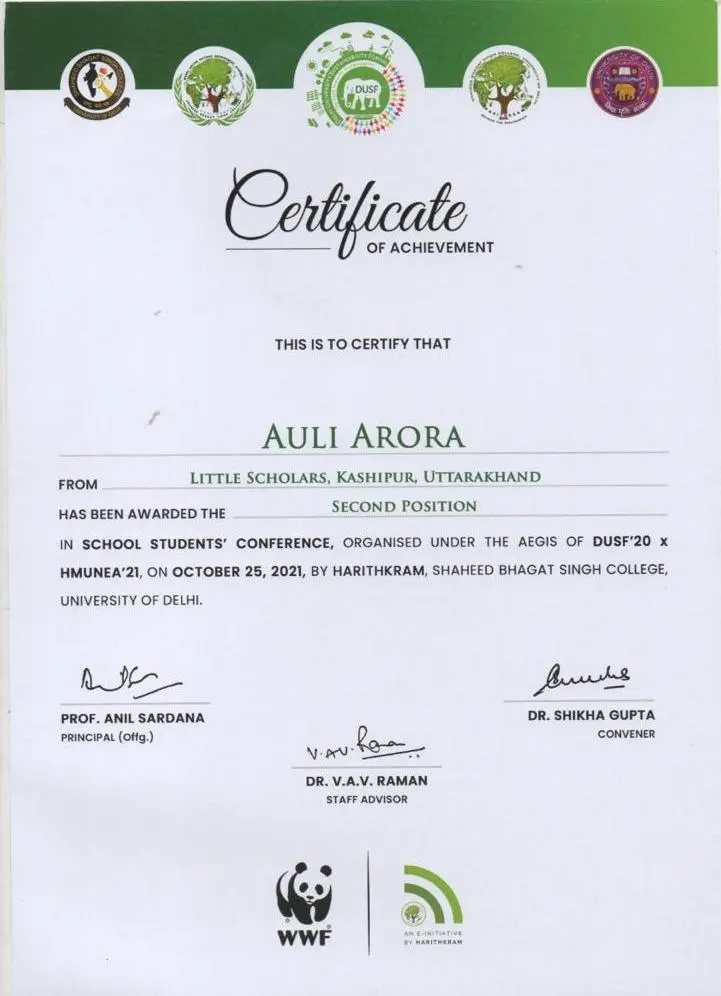 DUSF
UNIVERSITY OF DELHI
Certificate
OF ACHIEVEMENT
THIS IS TO CERTIFY THAT
AULI ARORA
FROM LITTLE SCHOLARS, KASHIPUR, UTTARAKHAND
HAS BEEN AWARDED THE SECOND POSITION
IN SCHOOL STUDENTS' CONFERENCE, ORGANISED UNDER THE AEGIS OF DUSF'20 x
HMUNEA'21, ON OCTOBER 25, 2021, BY HARITHKRAM, SHAHEED BHAGAT SINGH COLLEGE,
UNIVERSITY OF DELHI.
PROF. ANIL SARDANA
PRINCIPAL (Offg.)
DR. SHIKHA GUPTA
CONVENER
V.AV. Raman
DR. V.A.V. RAMAN
STAFF ADVISOR
WWF
AN E-INITIATIVE
BY HARITHKRAM